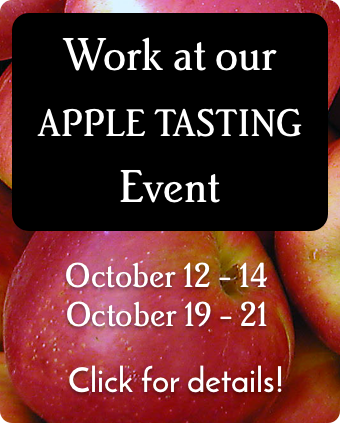 Work at our
APPLE TASTING
Event
October 12 - 14
October 19 - 21
Click for details!